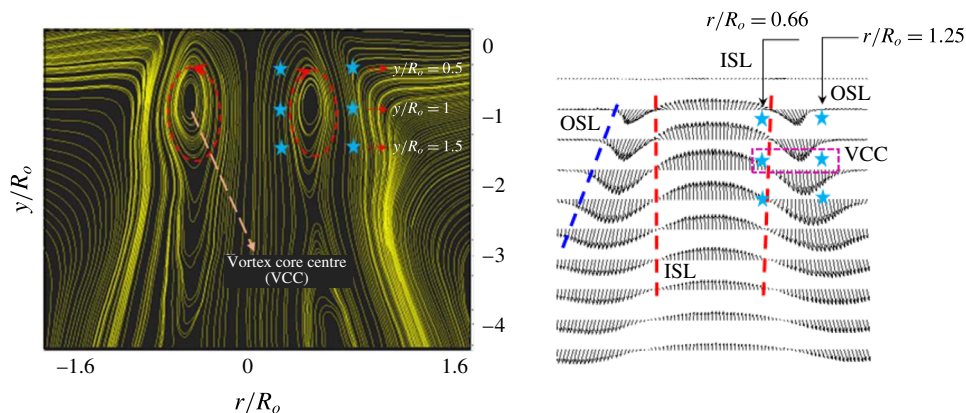 0
–1
–2
–3
–4
y/Rₒ
y/Rₒ = 0.5
y/Rₒ = 1
y/Rₒ = 1.5
Vortex core centre
(VCC)
–1.6
0
1.6
r/Rₒ
r/Rₒ = 0.66
r/Rₒ = 1.25
ISL
OSL
OSL
VCC
ISL